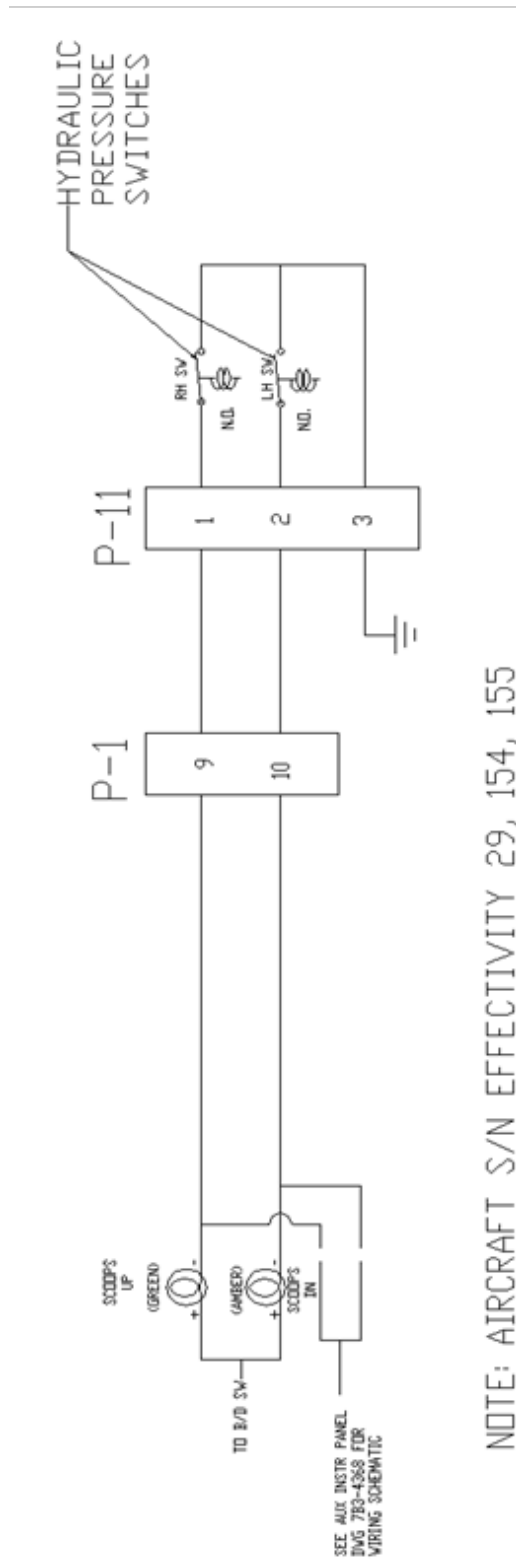 HYDRAULIC
PRESSURE
SWITCHES
RH SW
N.O.
LH SW
N.O.
P-11
1
2
3
P-1
9
10
SCOOPS
UP
(GREEN)
+ -
(AMBER)
+ -
SCOOPS
DN
TO B/D SW
SEE AUX INSTR PANEL
DWG 7B3-4368 FOR
WIRING SCHEMATIC
NOTE: AIRCRAFT S/N EFFECTIVITY 29, 154, 155